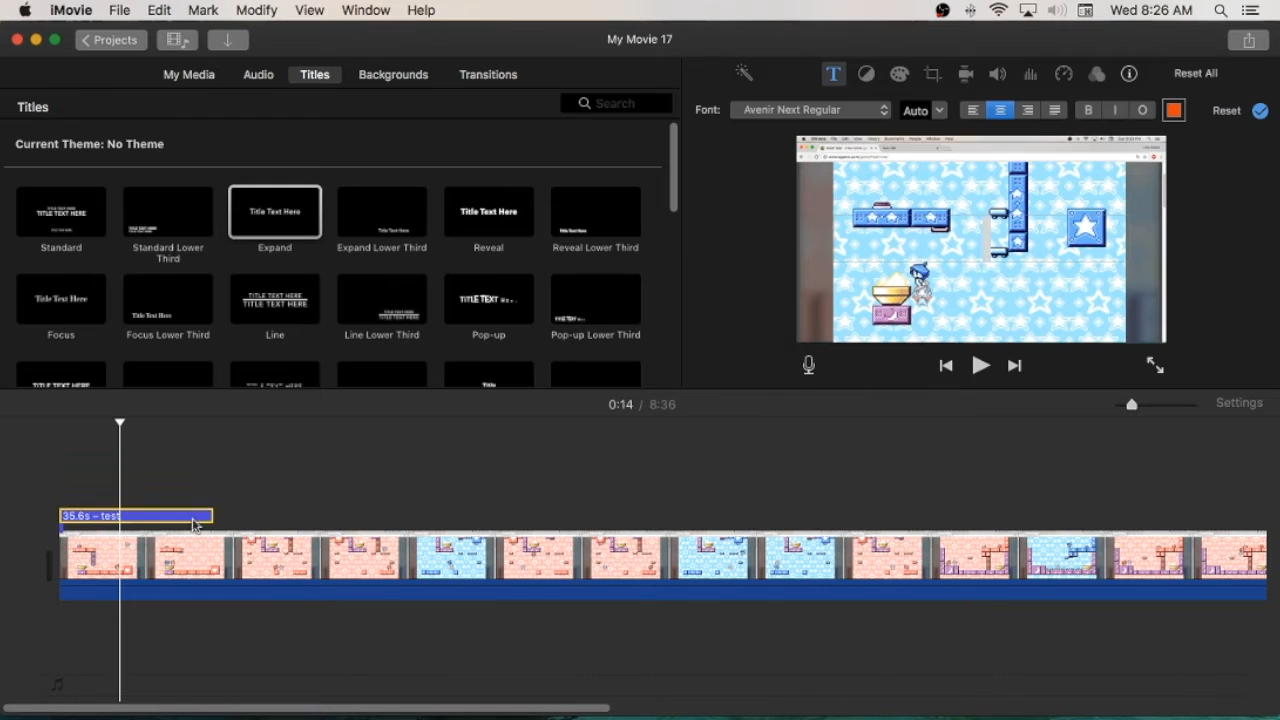 iMovie File Edit Mark Modify View Window Help Wed 8:26 AM
Projects My Movie 17
My Media Audio Titles Backgrounds Transitions Reset All
Titles Search Font: Avenir Next Regular Auto B I O Reset
Current Theme: No Theme
TITLE TEXT HERE Title Text Here Title Text Here Title Text Here
Standard Standard Lower Third Expand Expand Lower Third Reveal Reveal Lower Third
Title Text Here Title Text Here TITLE TEXT HERE TITLE TEXT HERE TITLE TEXT He..
Focus Focus Lower Third Line Line Lower Third Pop-up Pop-up Lower Third
0:14 / 8:36 Settings
35.6s – test